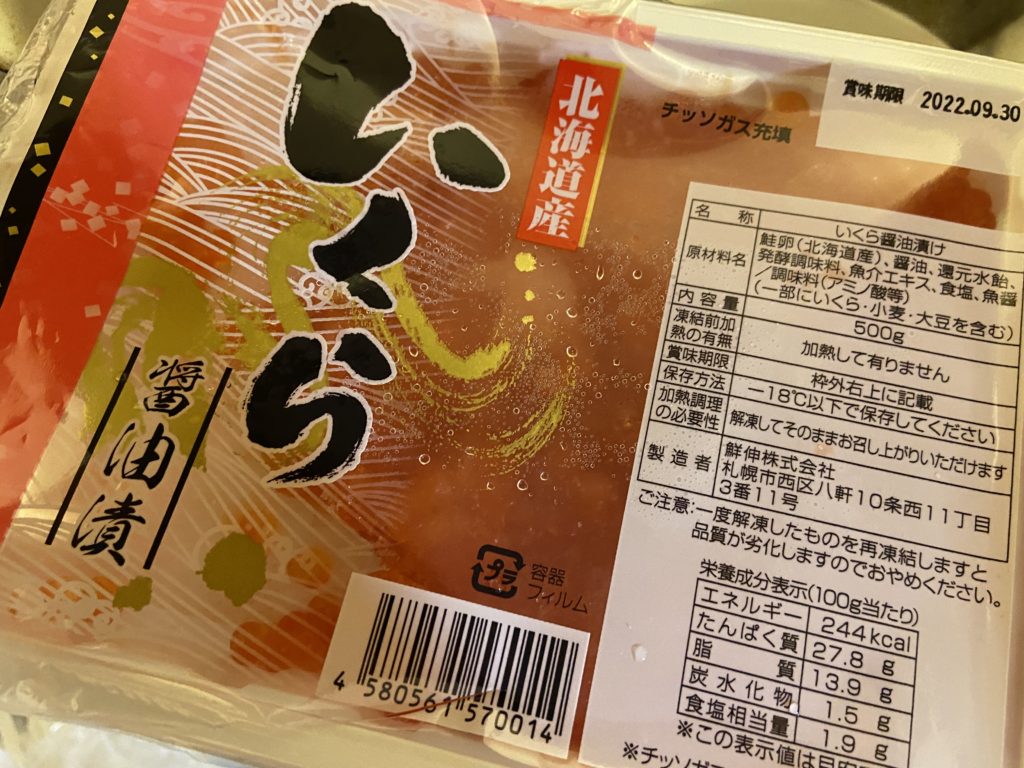 いくら
醤油漬
北海道産
チッソガス充填
賞味期限 2022.09.30
名称 いくら醤油漬け
原材料名 鮭卵(北海道産)、醤油、還元水飴、
発酵調味料、魚介エキス、食塩、魚醤
/調味料(アミノ酸等)
(一部にいくら・小麦・大豆を含む)
内容量 500g
凍結前加熱の有無 加熱して有りません
賞味期限 枠外右上に記載
保存方法 −18℃以下で保存してください
加熱調理の必要性 解凍してそのままお召し上がりいただけます
製造者 鮮伸株式会社
札幌市西区八軒10条西11丁目
3番11号
ご注意:一度解凍したものを再凍結しますと
品質が劣化しますのでおやめください。
栄養成分表示(100g当たり)
エネルギー 244kcal
たんぱく質 27.8 g
脂質 13.9 g
炭水化物 1.5 g
食塩相当量 1.9 g
※この表示値は目安
※チッソガス
プラ
容器
フィルム
4 580561 570014